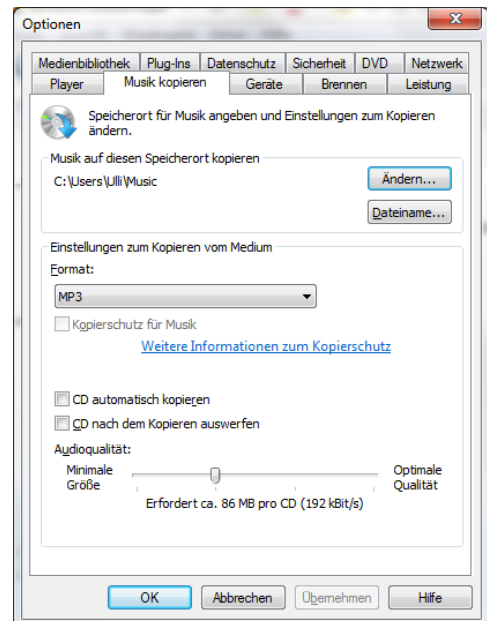 Optionen
Medienbibliothek Plug-Ins Datenschutz Sicherheit DVD Netzwerk
Player Musik kopieren Geräte Brennen Leistung
Speicherort für Musik angeben und Einstellungen zum Kopieren
ändern.
Musik auf diesen Speicherort kopieren
C:\Users\Ulli\Music
Ändern...
Dateiname...
Einstellungen zum Kopieren vom Medium
Format:
MP3
Kopierschutz für Musik
Weitere Informationen zum Kopierschutz
CD automatisch kopieren
CD nach dem Kopieren auswerfen
Audioqualität:
Minimale
Größe
Optimale
Qualität
Erfordert ca. 86 MB pro CD (192 kBit/s)
OK Abbrechen Übernehmen Hilfe